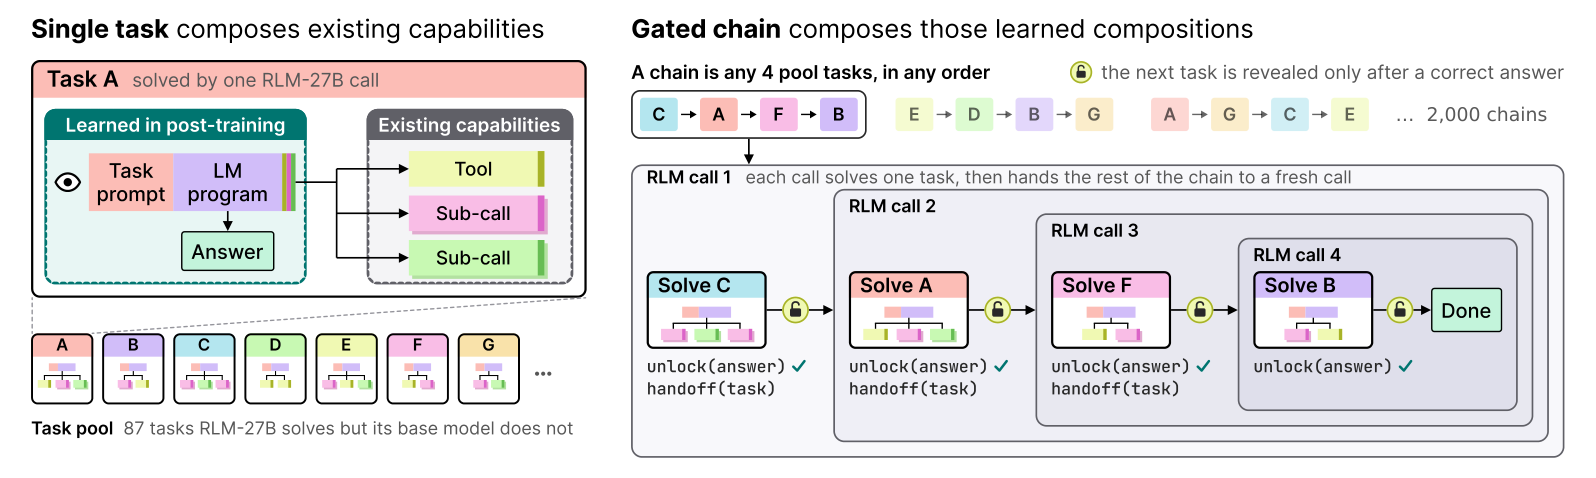 Single task composes existing capabilities
Task A solved by one RLM-27B call
Learned in post-training
Existing capabilities
Task
prompt
LM
program
Answer
Tool
Sub-call
Sub-call
A
B
C
D
E
F
G
...
Task pool 87 tasks RLM-27B solves but its base model does not
Gated chain composes those learned compositions
A chain is any 4 pool tasks, in any order
the next task is revealed only after a correct answer
C A F B
E D B G
A G C E
... 2,000 chains
RLM call 1 each call solves one task, then hands the rest of the chain to a fresh call
RLM call 2
RLM call 3
RLM call 4
Solve C
unlock(answer) ✓
handoff(task)
Solve A
unlock(answer) ✓
handoff(task)
Solve F
unlock(answer) ✓
handoff(task)
Solve B
unlock(answer) ✓
Done